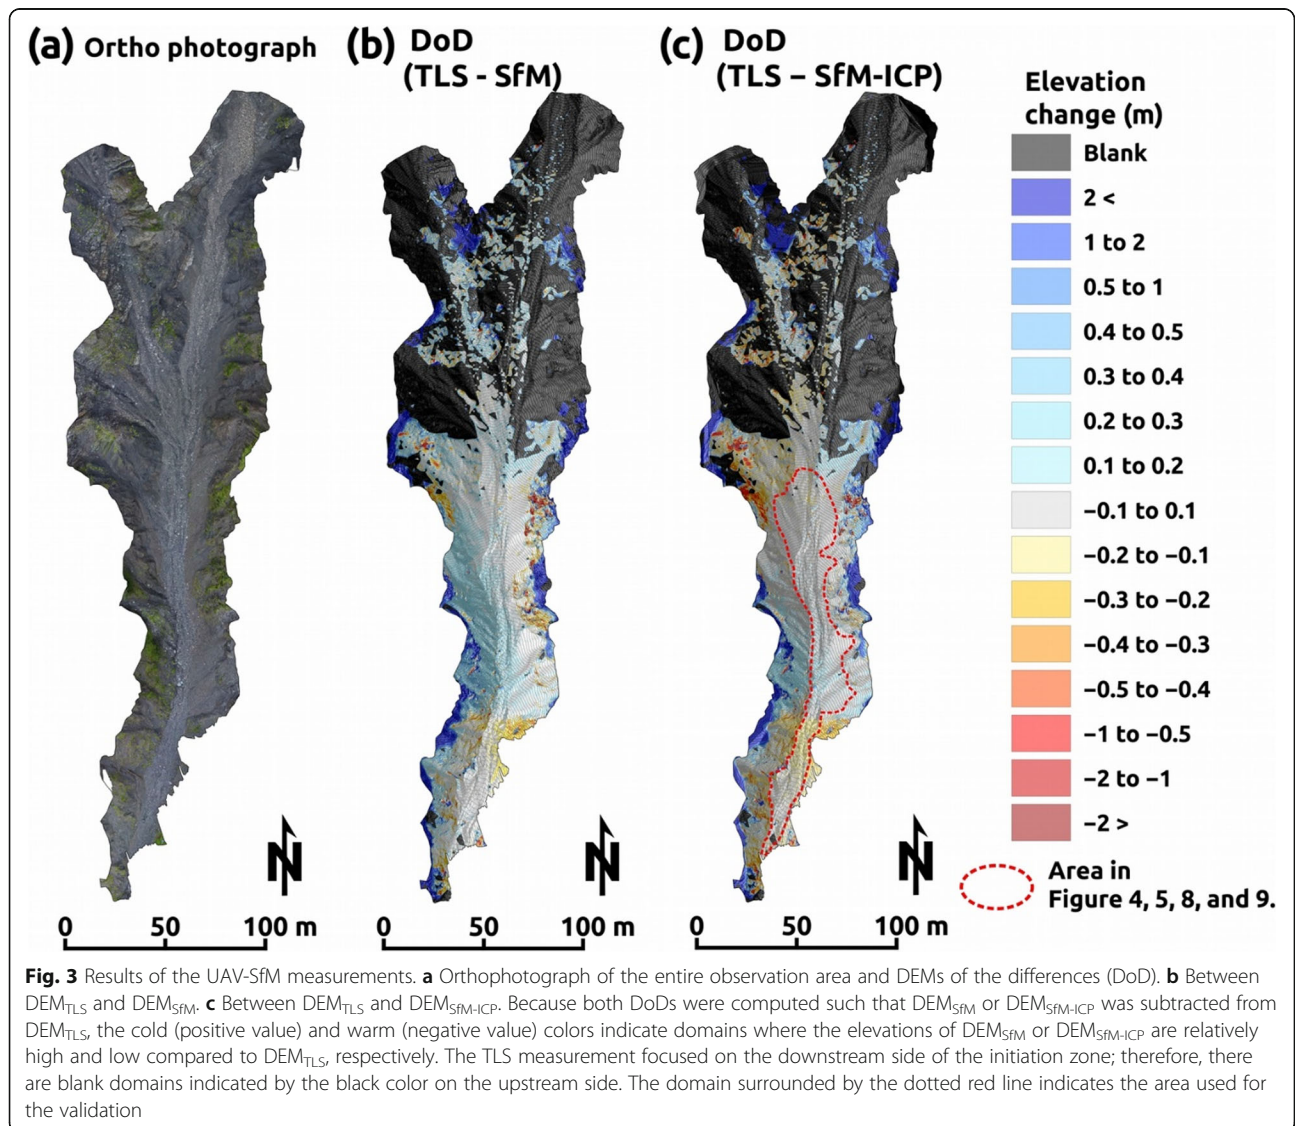 (a) Ortho photograph
(b) DoD
(TLS - SfM)
(c) DoD
(TLS – SfM-ICP)
Elevation
change (m)
Blank
2 <
1 to 2
0.5 to 1
0.4 to 0.5
0.3 to 0.4
0.2 to 0.3
0.1 to 0.2
−0.1 to 0.1
−0.2 to −0.1
−0.3 to −0.2
−0.4 to −0.3
−0.5 to −0.4
−1 to −0.5
−2 to −1
−2 >
Area in
Figure 4, 5, 8, and 9.
N
N
N
0 50 100 m
0 50 100 m
0 50 100 m
Fig. 3 Results of the UAV-SfM measurements. a Orthophotograph of the entire observation area and DEMs of the differences (DoD). b Between
DEMTLS and DEMSfM. c Between DEMTLS and DEMSfM-ICP. Because both DoDs were computed such that DEMSfM or DEMSfM-ICP was subtracted from
DEMTLS, the cold (positive value) and warm (negative value) colors indicate domains where the elevations of DEMSfM or DEMSfM-ICP are relatively
high and low compared to DEMTLS, respectively. The TLS measurement focused on the downstream side of the initiation zone; therefore, there
are blank domains indicated by the black color on the upstream side. The domain surrounded by the dotted red line indicates the area used for
the validation